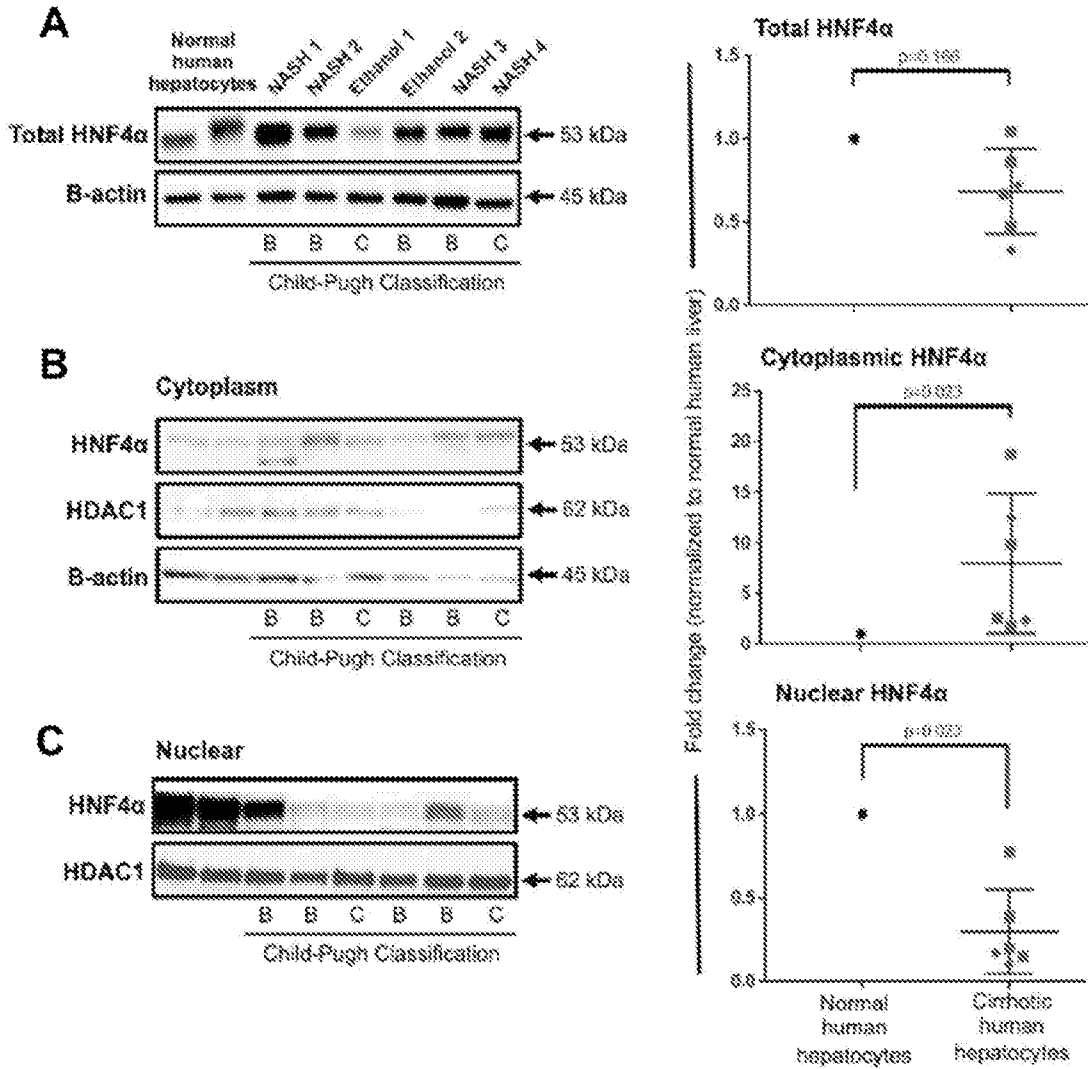 A
Normal
human
hepatocytes
NASH 1
NASH 2
Ethanol 1
Ethanol 2
NASH 3
NASH 4
Total HNF4α
53 kDa
B-actin
45 kDa
B B C B B C
Child-Pugh Classification
Total HNF4α
1.5
1.0
0.5
0.0
B
Cytoplasm
HNF4α
53 kDa
HDAC1
62 kDa
B-actin
45 kDa
B B C B B C
Child-Pugh Classification
Fold change (normalized to normal human liver)
Cytoplasmic HNF4α
p=0.023
25
20
15
10
5
0
C
Nuclear
HNF4α
53 kDa
HDAC1
62 kDa
B B C B B C
Child-Pugh Classification
Nuclear HNF4α
p=0.023
1.5
1.0
0.5
0.0
Normal
human
hepatocytes
Cirrhotic
human
hepatocytes